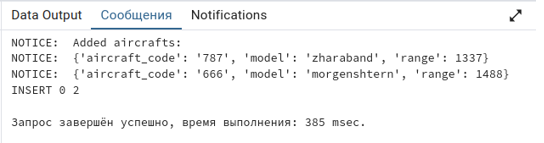 Data Output Сообщения Notifications
NOTICE:  Added aircrafts:
NOTICE:  {'aircraft_code': '787', 'model': 'zharaband', 'range': 1337}
NOTICE:  {'aircraft_code': '666', 'model': 'morgenshtern', 'range': 1488}
INSERT 0 2
Запрос завершён успешно, время выполнения: 385 msec.